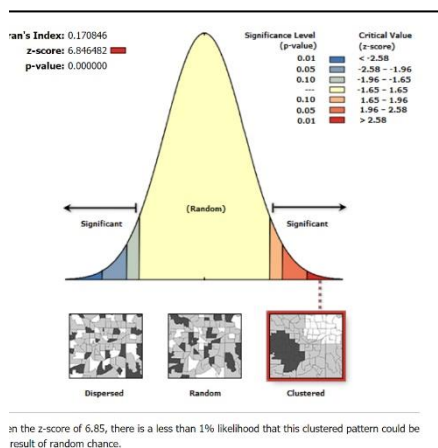 ran's Index: 0.170846
z-score: 6.846482
p-value: 0.000000
Significance Level
(p-value)
Critical Value
(z-score)
0.01 < -2.58
0.05 -2.58 - -1.96
0.10 -1.96 - -1.65
--- -1.65 - 1.65
0.10 1.65 - 1.96
0.05 1.96 - 2.58
0.01 > 2.58
Significant
(Random)
Significant
Dispersed
Random
Clustered
en the z-score of 6.85, there is a less than 1% likelihood that this clustered pattern could be
result of random chance.